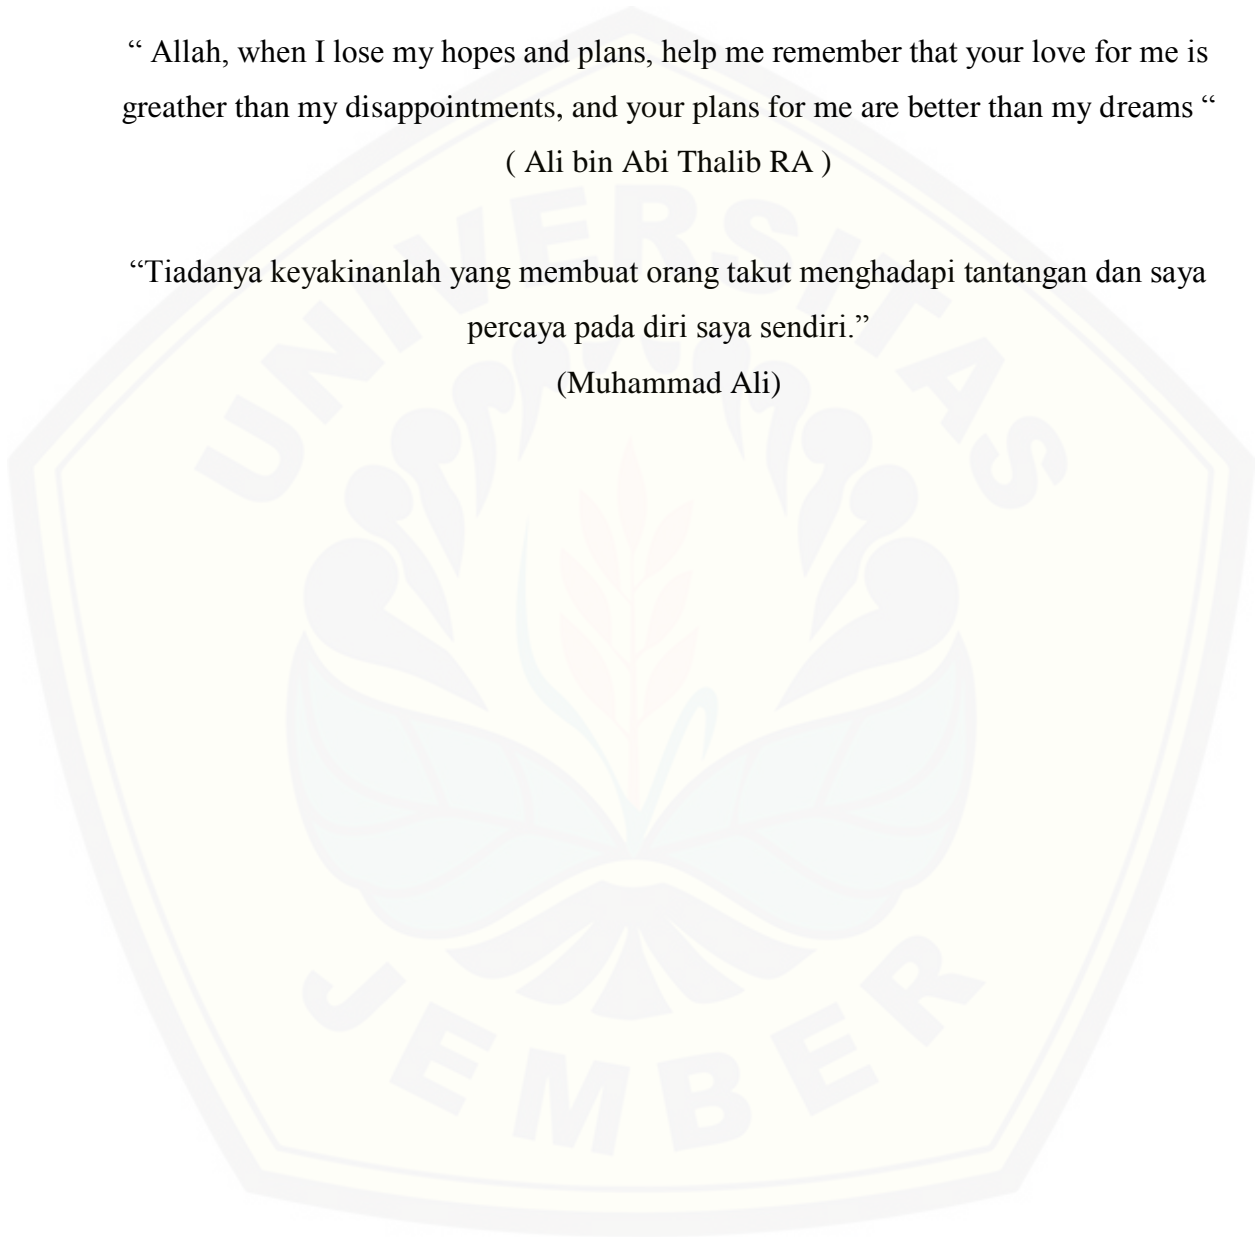 “ Allah, when I lose my hopes and plans, help me remember that your love for me is
greather than my disappointments, and your plans for me are better than my dreams “
( Ali bin Abi Thalib RA )
“Tiadanya keyakinanlah yang membuat orang takut menghadapi tantangan dan saya
percaya pada diri saya sendiri.”
(Muhammad Ali)
UNIVERSITAS
JEMBER